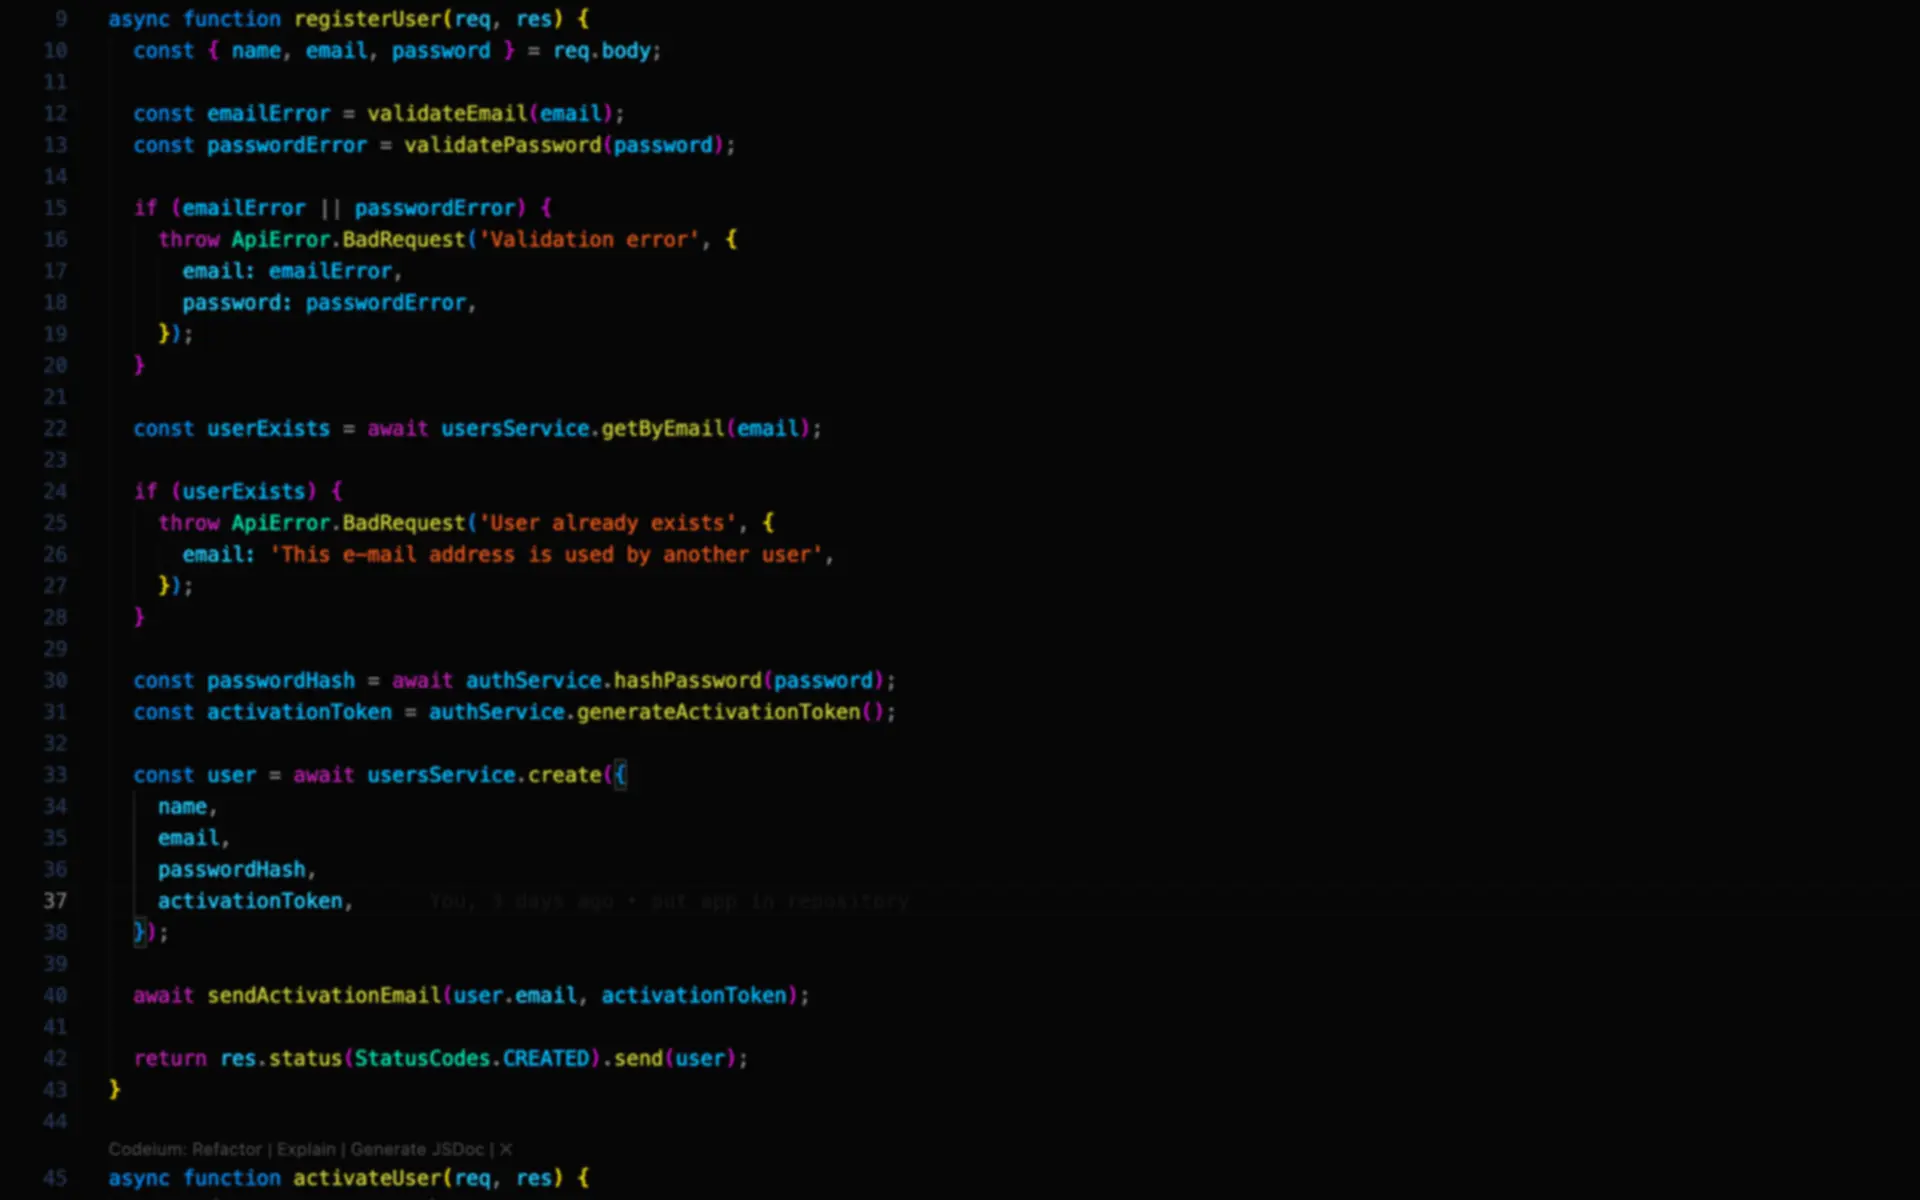 9 async function registerUser(req, res) {
10 const { name, email, password } = req.body;
11
12 const emailError = validateEmail(email);
13 const passwordError = validatePassword(password);
14
15 if (emailError || passwordError) {
16 throw ApiError.BadRequest('Validation error', {
17 email: emailError,
18 password: passwordError,
19 });
20 }
21
22 const userExists = await usersService.getByEmail(email);
23
24 if (userExists) {
25 throw ApiError.BadRequest('User already exists', {
26 email: 'This e-mail address is used by another user',
27 });
28 }
29
30 const passwordHash = await authService.hashPassword(password);
31 const activationToken = authService.generateActivationToken();
32
33 const user = await usersService.create({
34 name,
35 email,
36 passwordHash,
37 activationToken, You, 3 days ago • put app in repository
38 });
39
40 await sendActivationEmail(user.email, activationToken);
41
42 return res.status(StatusCodes.CREATED).send(user);
43 }
44
Codeium: Refactor | Explain | Generate JSDoc | X
45 async function activateUser(req, res) {